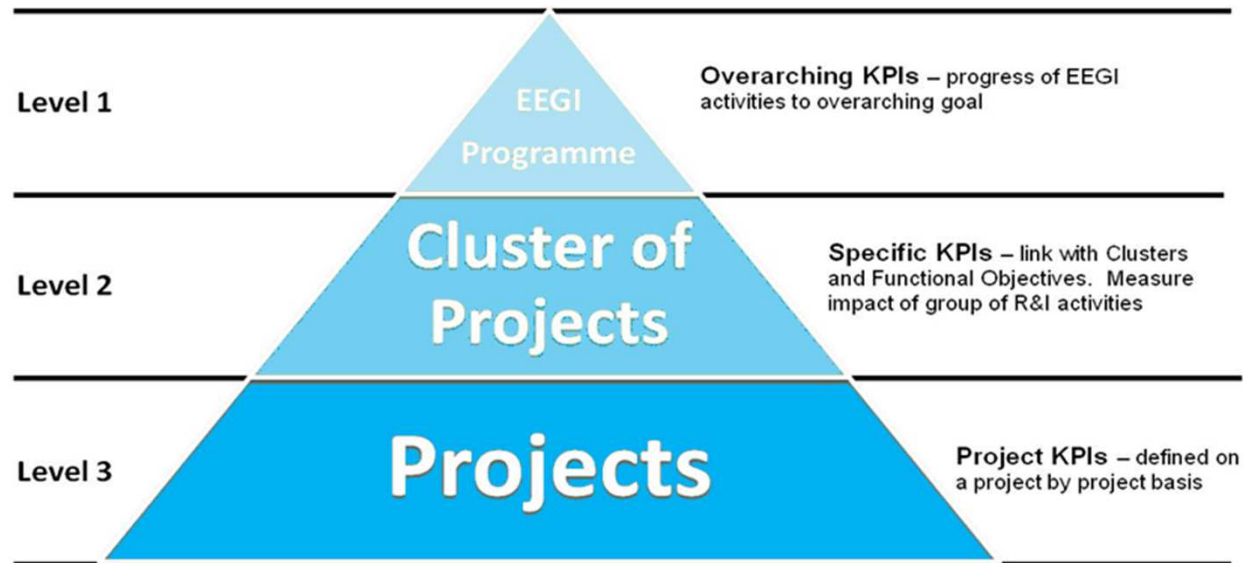 Level 1
EEGI
Programme
Overarching KPIs – progress of EEGI
activities to overarching goal
Level 2
Cluster of
Projects
Specific KPIs – link with Clusters
and Functional Objectives.  Measure
impact of group of R&I activities
Level 3
Projects
Project KPIs – defined on
a project by project basis